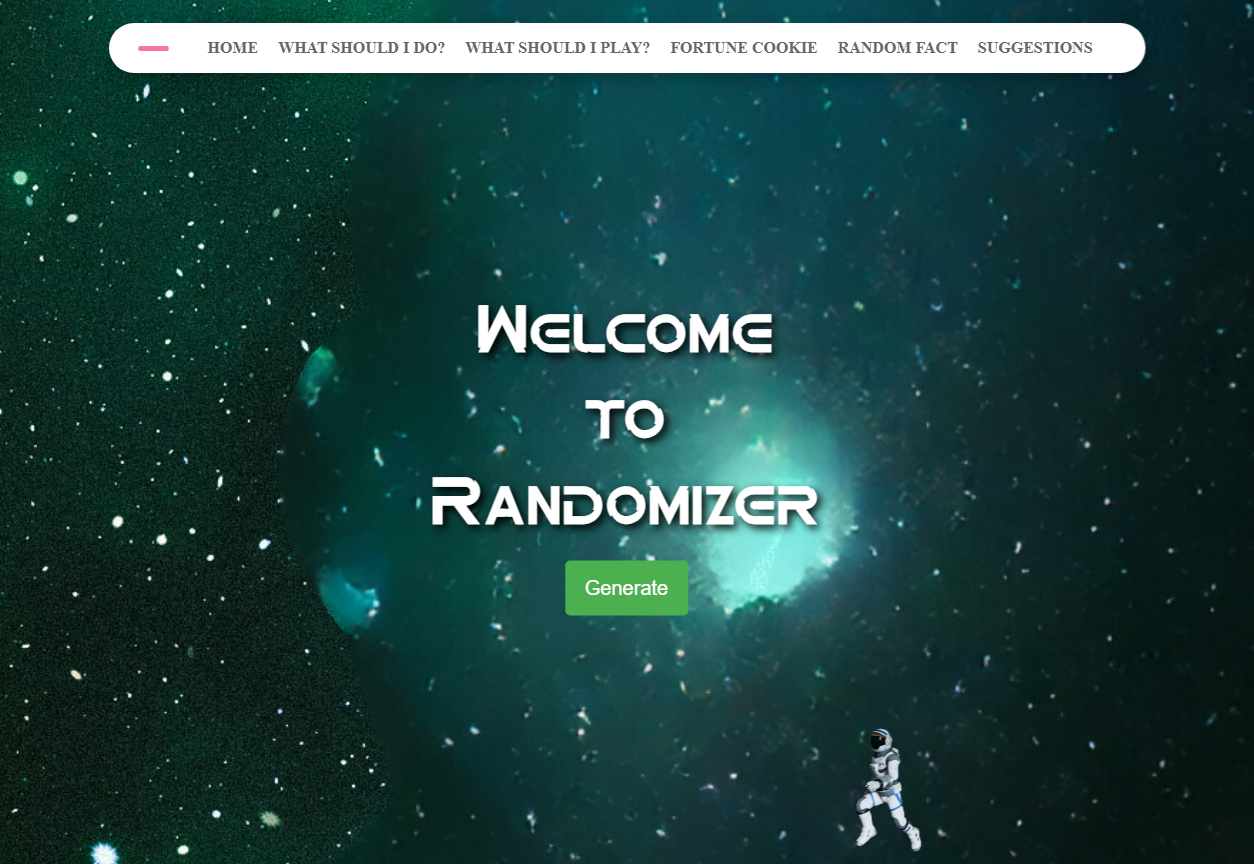 HOME WHAT SHOULD I DO? WHAT SHOULD I PLAY? FORTUNE COOKIE RANDOM FACT SUGGESTIONS
Welcome
to
Randomizer
Generate